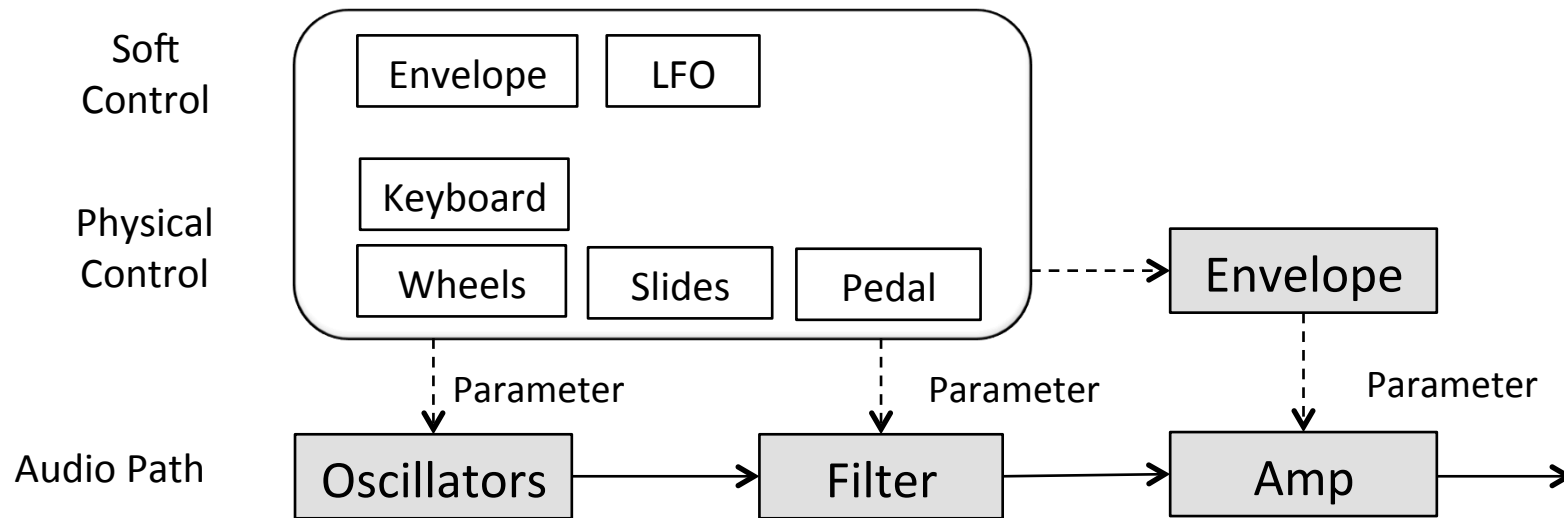 Soft
Control
Envelope
LFO
Physical
Control
Keyboard
Wheels
Slides
Pedal
Envelope
Parameter
Parameter
Parameter
Audio Path
Oscillators
Filter
Amp